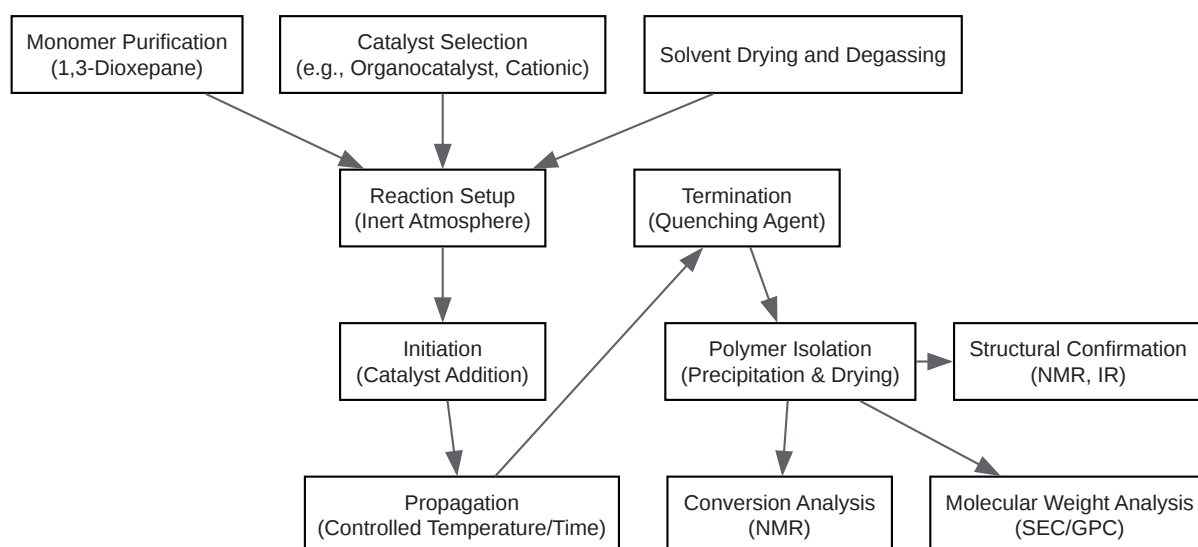 Monomer Purification
(1,3-Dioxepane)
Catalyst Selection
(e.g., Organocatalyst, Cationic)
Solvent Drying and Degassing
Reaction Setup
(Inert Atmosphere)
Termination
(Quenching Agent)
Initiation
(Catalyst Addition)
Polymer Isolation
(Precipitation & Drying)
Structural Confirmation
(NMR, IR)
Propagation
(Controlled Temperature/Time)
Conversion Analysis
(NMR)
Molecular Weight Analysis
(SEC/GPC)